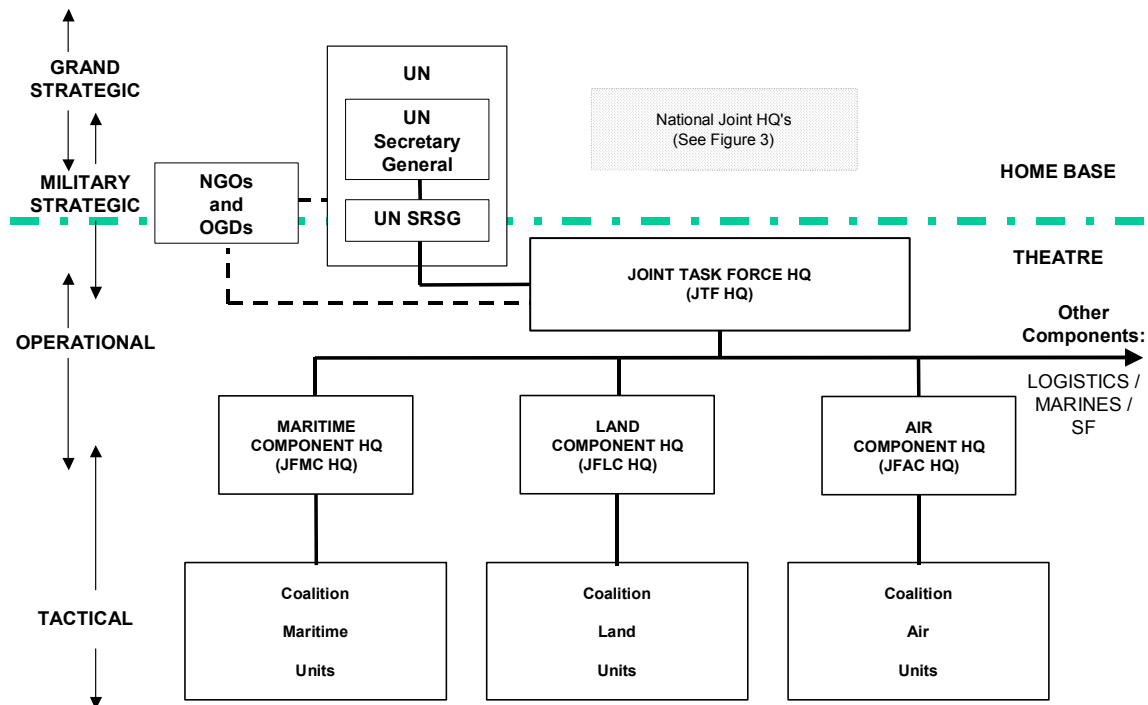 GRAND
STRATEGIC
MILITARY
STRATEGIC
OPERATIONAL
TACTICAL
NGOs
and
OGDs
UN
UN
Secretary
General
UN SRSG
National Joint HQ's
(See Figure 3)
HOME BASE
THEATRE
JOINT TASK FORCE HQ
(JTF HQ)
Other
Components:
LOGISTICS /
MARINES /
SF
MARITIME
COMPONENT HQ
(JFMC HQ)
LAND
COMPONENT HQ
(JFLC HQ)
AIR
COMPONENT HQ
(JFAC HQ)
Coalition
Maritime
Units
Coalition
Land
Units
Coalition
Air
Units